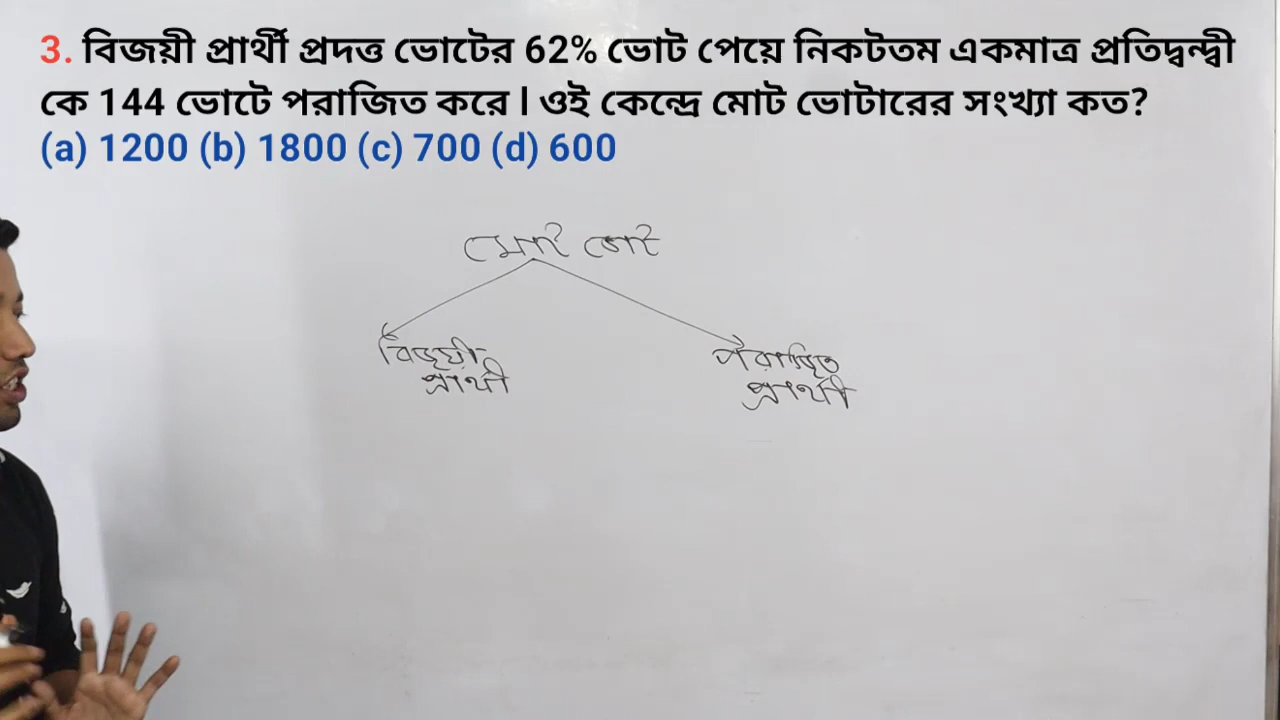 3. বিজয়ী প্রার্থী প্রদত্ত ভোটের 62% ভোট পেয়ে নিকটতম একমাত্র প্রতিদ্বন্দ্বী
কে 144 ভোটে পরাজিত করে l ওই কেন্দ্রে মোট ভোটারের সংখ্যা কত?
(a) 1200 (b) 1800 (c) 700 (d) 600
মোট ভোট
বিজয়ী পরাজিত
প্রার্থী প্রার্থী